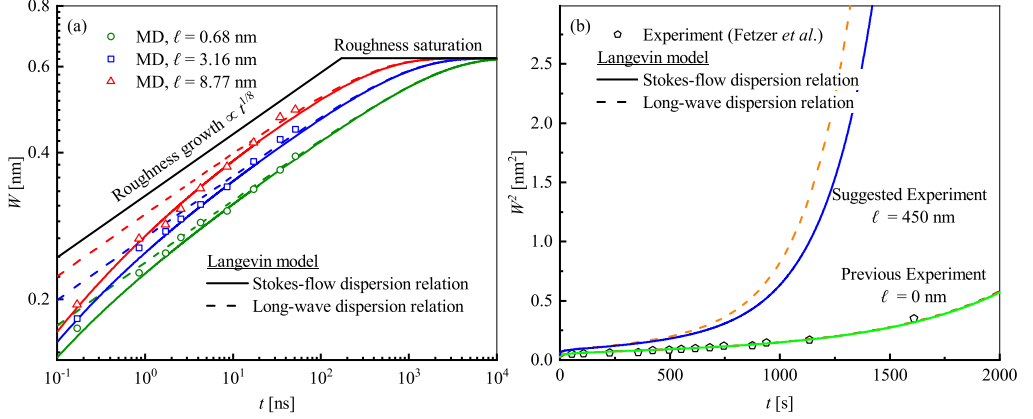 (a)
MD, ℓ = 0.68 nm
MD, ℓ = 3.16 nm
MD, ℓ = 8.77 nm
Roughness saturation
Roughness growth ∝ t^{1/8}
Langevin model
Stokes-flow dispersion relation
Long-wave dispersion relation
W [nm]
0.8
0.6
0.4
0.2
10^{-1}
10^{0}
10^{1}
10^{2}
10^{3}
10^{4}
t [ns]
(b)
Experiment (Fetzer et al.)
Langevin model
Stokes-flow dispersion relation
Long-wave dispersion relation
Suggested Experiment
ℓ = 450 nm
Previous Experiment
ℓ = 0 nm
W^{2} [nm^{2}]
2.5
2.0
1.5
1.0
0.5
0.0
0
500
1000
1500
2000
t [s]